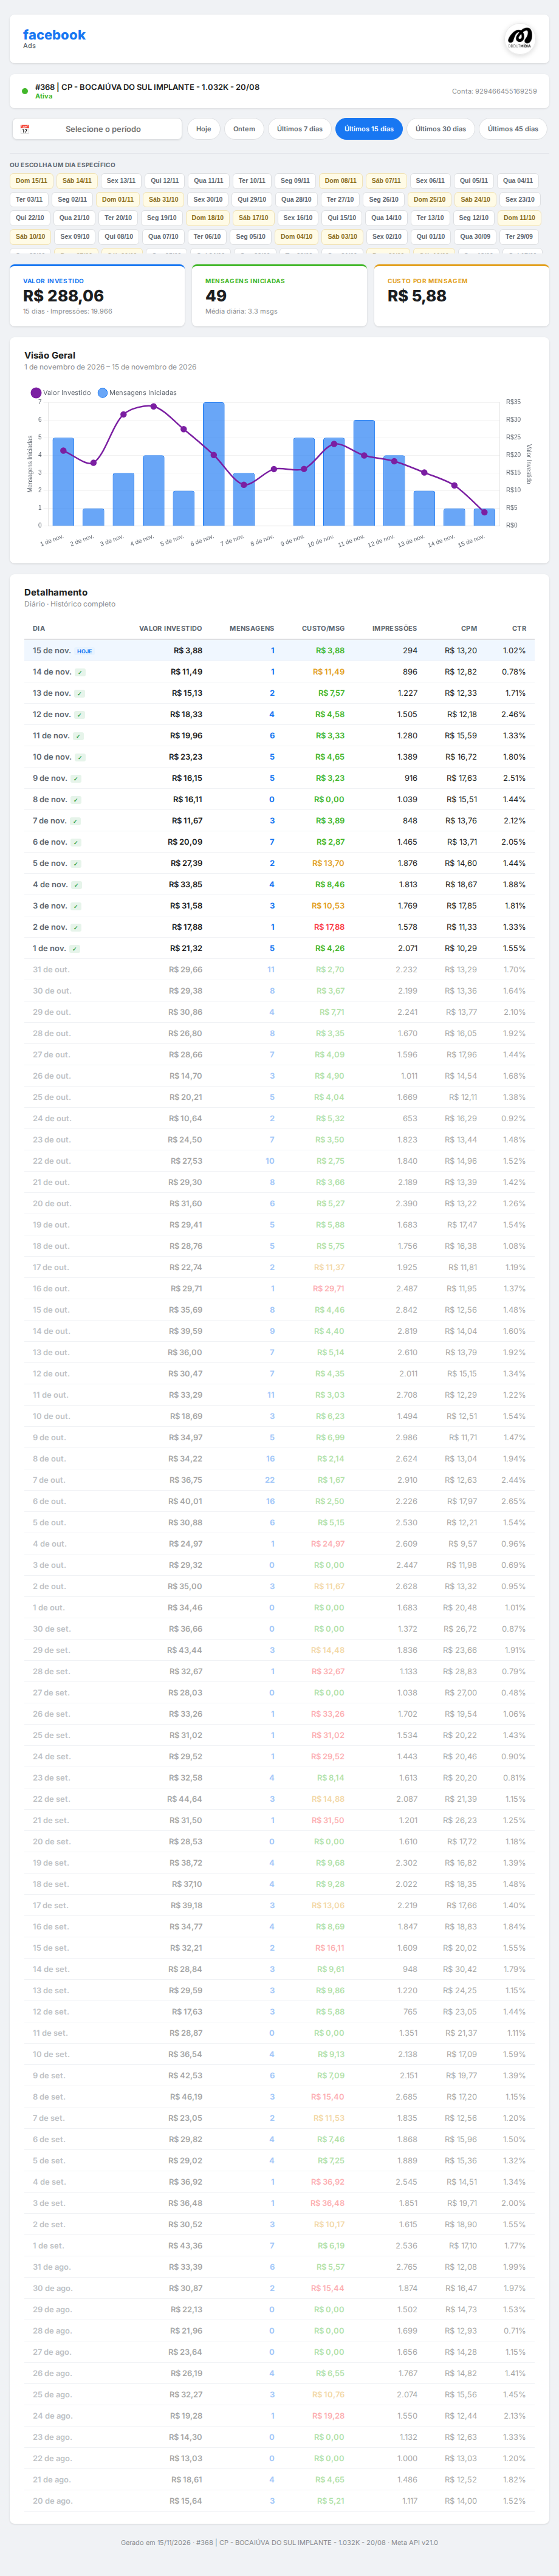 facebook
Ads
#368 | CP - BOCAIÚVA DO SUL IMPLANTE - 1.032K - 20/08
Ativa
Conta: 929466455169259
Selecione o período
Hoje
Ontem
Últimos 7 dias
Últimos 15 dias
Últimos 30 dias
Últimos 45 dias
OU ESCOLHA UM DIA ESPECÍFICO
Dom 15/11 Sáb 14/11 Sex 13/11 Qui 12/11 Qua 11/11 Ter 10/11 Seg 09/11 Dom 08/11 Sáb 07/11 Sex 06/11 Qui 05/11 Qua 04/11
Ter 03/11 Seg 02/11 Dom 01/11 Sáb 31/10 Sex 30/10 Qui 29/10 Qua 28/10 Ter 27/10 Seg 26/10 Dom 25/10 Sáb 24/10 Sex 23/10
Qui 22/10 Qua 21/10 Ter 20/10 Seg 19/10 Dom 18/10 Sáb 17/10 Sex 16/10 Qui 15/10 Qua 14/10 Ter 13/10 Seg 12/10 Dom 11/10
Sáb 10/10 Sex 09/10 Qui 08/10 Qua 07/10 Ter 06/10 Seg 05/10 Dom 04/10 Sáb 03/10 Sex 02/10 Qui 01/10 Qua 30/09 Ter 29/09
VALOR INVESTIDO
R$ 288,06
15 dias · Impressões: 19.966
MENSAGENS INICIADAS
49
Média diária: 3.3 msgs
CUSTO POR MENSAGEM
R$ 5,88
Visão Geral
1 de novembro de 2026 – 15 de novembro de 2026
Valor Investido Mensagens Iniciadas
7 6 5 4 3 2 1 0
Mensagens Iniciadas
R$35 R$30 R$25 R$20 R$15 R$10 R$5 R$0
Valor Investido
1 de nov. 2 de nov. 3 de nov. 4 de nov. 5 de nov. 6 de nov. 7 de nov. 8 de nov. 9 de nov. 10 de nov. 11 de nov. 12 de nov. 13 de nov. 14 de nov. 15 de nov.
Detalhamento
Diário · Histórico completo
DIA VALOR INVESTIDO MENSAGENS CUSTO/MSG IMPRESSÕES CPM CTR
15 de nov. HOJE R$ 3,88 1 R$ 3,88 294 R$ 13,20 1.02%
14 de nov. ✓ R$ 11,49 1 R$ 11,49 896 R$ 12,82 0.78%
13 de nov. ✓ R$ 15,13 2 R$ 7,57 1.227 R$ 12,33 1.71%
12 de nov. ✓ R$ 18,33 4 R$ 4,58 1.505 R$ 12,18 2.46%
11 de nov. ✓ R$ 19,96 6 R$ 3,33 1.280 R$ 15,59 1.33%
10 de nov. ✓ R$ 23,23 5 R$ 4,65 1.389 R$ 16,72 1.80%
9 de nov. ✓ R$ 16,15 5 R$ 3,23 916 R$ 17,63 2.51%
8 de nov. ✓ R$ 16,11 0 R$ 0,00 1.039 R$ 15,51 1.44%
7 de nov. ✓ R$ 11,67 3 R$ 3,89 848 R$ 13,76 2.12%
6 de nov. ✓ R$ 20,09 7 R$ 2,87 1.465 R$ 13,71 2.05%
5 de nov. ✓ R$ 27,39 2 R$ 13,70 1.876 R$ 14,60 1.44%
4 de nov. ✓ R$ 33,85 4 R$ 8,46 1.813 R$ 18,67 1.88%
3 de nov. ✓ R$ 31,58 3 R$ 10,53 1.769 R$ 17,85 1.81%
2 de nov. ✓ R$ 17,88 1 R$ 17,88 1.578 R$ 11,33 1.33%
1 de nov. ✓ R$ 21,32 5 R$ 4,26 2.071 R$ 10,29 1.55%
31 de out. R$ 29,66 11 R$ 2,70 2.232 R$ 13,29 1.70%
30 de out. R$ 29,38 8 R$ 3,67 2.199 R$ 13,36 1.64%
29 de out. R$ 30,86 4 R$ 7,71 2.241 R$ 13,77 2.10%
28 de out. R$ 26,80 8 R$ 3,35 1.670 R$ 16,05 1.92%
27 de out. R$ 28,66 7 R$ 4,09 1.596 R$ 17,96 1.44%
26 de out. R$ 14,70 3 R$ 4,90 1.011 R$ 14,54 1.68%
25 de out. R$ 20,21 5 R$ 4,04 1.669 R$ 12,11 1.38%
24 de out. R$ 10,64 2 R$ 5,32 653 R$ 16,29 0.92%
23 de out. R$ 24,50 7 R$ 3,50 1.823 R$ 13,44 1.48%
22 de out. R$ 27,53 10 R$ 2,75 1.840 R$ 14,96 1.52%
21 de out. R$ 29,30 8 R$ 3,66 2.189 R$ 13,39 1.42%
20 de out. R$ 31,60 6 R$ 5,27 2.390 R$ 13,22 1.26%
19 de out. R$ 29,41 5 R$ 5,88 1.683 R$ 17,47 1.54%
18 de out. R$ 28,76 5 R$ 5,75 1.756 R$ 16,38 1.08%
17 de out. R$ 22,74 2 R$ 11,37 1.925 R$ 11,81 1.19%
16 de out. R$ 29,71 1 R$ 29,71 2.487 R$ 11,95 1.37%
15 de out. R$ 35,69 8 R$ 4,46 2.842 R$ 12,56 1.48%
14 de out. R$ 39,59 9 R$ 4,40 2.819 R$ 14,04 1.60%
13 de out. R$ 36,00 7 R$ 5,14 2.610 R$ 13,79 1.92%
12 de out. R$ 30,47 7 R$ 4,35 2.011 R$ 15,15 1.34%
11 de out. R$ 33,29 11 R$ 3,03 2.708 R$ 12,29 1.22%
10 de out. R$ 18,69 3 R$ 6,23 1.494 R$ 12,51 1.54%
9 de out. R$ 34,97 5 R$ 6,99 2.986 R$ 11,71 1.47%
8 de out. R$ 34,22 16 R$ 2,14 2.624 R$ 13,04 1.94%
7 de out. R$ 36,75 22 R$ 1,67 2.910 R$ 12,63 2.44%
6 de out. R$ 40,01 16 R$ 2,50 2.226 R$ 17,97 2.65%
5 de out. R$ 30,88 6 R$ 5,15 2.530 R$ 12,21 1.54%
4 de out. R$ 24,97 1 R$ 24,97 2.609 R$ 9,57 0.96%
3 de out. R$ 29,32 0 R$ 0,00 2.447 R$ 11,98 0.69%
2 de out. R$ 35,00 3 R$ 11,67 2.628 R$ 13,32 0.95%
1 de out. R$ 34,46 0 R$ 0,00 1.683 R$ 20,48 1.01%
30 de set. R$ 36,66 0 R$ 0,00 1.372 R$ 26,72 0.87%
29 de set. R$ 43,44 3 R$ 14,48 1.836 R$ 23,66 1.91%
28 de set. R$ 32,67 1 R$ 32,67 1.133 R$ 28,83 0.79%
27 de set. R$ 28,03 0 R$ 0,00 1.038 R$ 27,00 0.48%
26 de set. R$ 33,26 1 R$ 33,26 1.702 R$ 19,54 1.06%
25 de set. R$ 31,02 1 R$ 31,02 1.534 R$ 20,22 1.43%
24 de set. R$ 29,52 1 R$ 29,52 1.443 R$ 20,46 0.90%
23 de set. R$ 32,58 4 R$ 8,14 1.613 R$ 20,20 0.81%
22 de set. R$ 44,64 3 R$ 14,88 2.087 R$ 21,39 1.15%
21 de set. R$ 31,50 1 R$ 31,50 1.201 R$ 26,23 1.25%
20 de set. R$ 28,53 0 R$ 0,00 1.610 R$ 17,72 1.18%
19 de set. R$ 38,72 4 R$ 9,68 2.302 R$ 16,82 1.39%
18 de set. R$ 37,10 4 R$ 9,28 2.022 R$ 18,35 1.48%
17 de set. R$ 39,18 3 R$ 13,06 2.219 R$ 17,66 1.40%
16 de set. R$ 34,77 4 R$ 8,69 1.847 R$ 18,83 1.84%
15 de set. R$ 32,21 2 R$ 16,11 1.609 R$ 20,02 1.55%
14 de set. R$ 28,84 3 R$ 9,61 948 R$ 30,42 1.79%
13 de set. R$ 29,59 3 R$ 9,86 1.220 R$ 24,25 1.15%
12 de set. R$ 17,63 3 R$ 5,88 765 R$ 23,05 1.44%
11 de set. R$ 28,87 0 R$ 0,00 1.351 R$ 21,37 1.11%
10 de set. R$ 36,54 4 R$ 9,13 2.138 R$ 17,09 1.59%
9 de set. R$ 42,53 6 R$ 7,09 2.151 R$ 19,77 1.39%
8 de set. R$ 46,19 3 R$ 15,40 2.685 R$ 17,20 1.15%
7 de set. R$ 23,05 2 R$ 11,53 1.835 R$ 12,56 1.20%
6 de set. R$ 29,82 4 R$ 7,46 1.868 R$ 15,96 1.50%
5 de set. R$ 29,02 4 R$ 7,25 1.889 R$ 15,36 1.32%
4 de set. R$ 36,92 1 R$ 36,92 2.545 R$ 14,51 1.34%
3 de set. R$ 36,48 1 R$ 36,48 1.851 R$ 19,71 2.00%
2 de set. R$ 30,52 3 R$ 10,17 1.615 R$ 18,90 1.55%
1 de set. R$ 43,36 7 R$ 6,19 2.536 R$ 17,10 1.77%
31 de ago. R$ 33,39 6 R$ 5,57 2.765 R$ 12,08 1.99%
30 de ago. R$ 30,87 2 R$ 15,44 1.874 R$ 16,47 1.97%
29 de ago. R$ 22,13 0 R$ 0,00 1.502 R$ 14,73 1.53%
28 de ago. R$ 21,96 0 R$ 0,00 1.699 R$ 12,93 0.71%
27 de ago. R$ 23,64 0 R$ 0,00 1.656 R$ 14,28 1.15%
26 de ago. R$ 26,19 4 R$ 6,55 1.767 R$ 14,82 1.41%
25 de ago. R$ 32,27 3 R$ 10,76 2.074 R$ 15,56 1.45%
24 de ago. R$ 19,28 1 R$ 19,28 1.550 R$ 12,44 2.13%
23 de ago. R$ 14,30 0 R$ 0,00 1.132 R$ 12,63 1.33%
22 de ago. R$ 13,03 0 R$ 0,00 1.000 R$ 13,03 1.20%
21 de ago. R$ 18,61 4 R$ 4,65 1.486 R$ 12,52 1.82%
20 de ago. R$ 15,64 3 R$ 5,21 1.117 R$ 14,00 1.52%
Gerado em 15/11/2026 · #368 | CP - BOCAIÚVA DO SUL IMPLANTE - 1.032K - 20/08 · Meta API v21.0